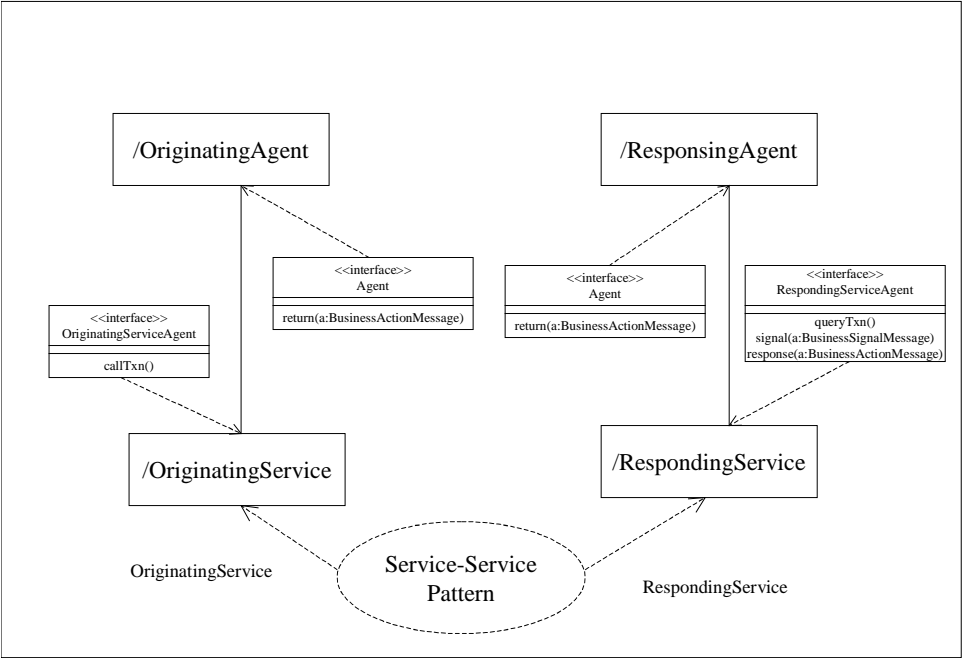 /OriginatingAgent
/ResponsingAgent
<<interface>>
Agent
return(a:BusinessActionMessage)
<<interface>>
Agent
return(a:BusinessActionMessage)
<<interface>>
RespondingServiceAgent
queryTxn()
signal(a:BusinessSignalMessage)
response(a:BusinessActionMessage)
<<interface>>
OriginatingServiceAgent
callTxn()
/OriginatingService
/RespondingService
Service-Service
Pattern
OriginatingService
RespondingService